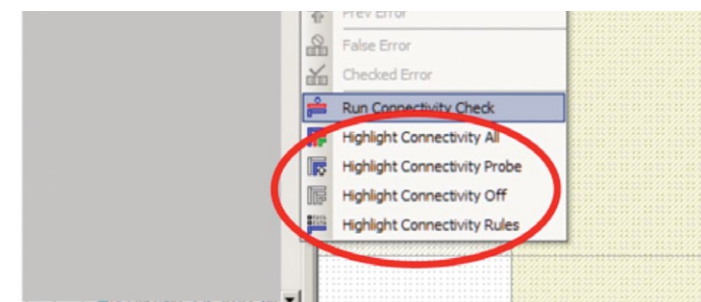 Prev Error
False Error
Checked Error
Run Connectivity Check
Highlight Connectivity All
Highlight Connectivity Probe
Highlight Connectivity Off
Highlight Connectivity Rules